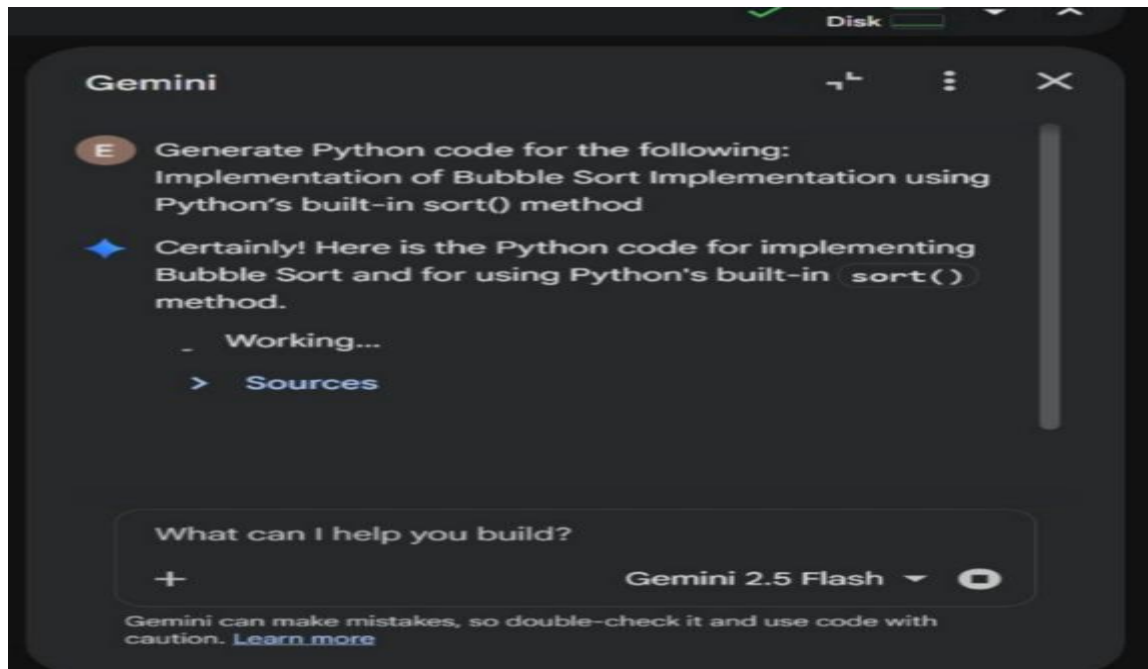 Disk
Gemini
E
Generate Python code for the following:
Implementation of Bubble Sort Implementation using
Python’s built-in sort() method
Certainly! Here is the Python code for implementing
Bubble Sort and for using Python's built-in sort()
method.
Working...
> Sources
What can I help you build?
+ Gemini 2.5 Flash
Gemini can make mistakes, so double-check it and use code with
caution. Learn more